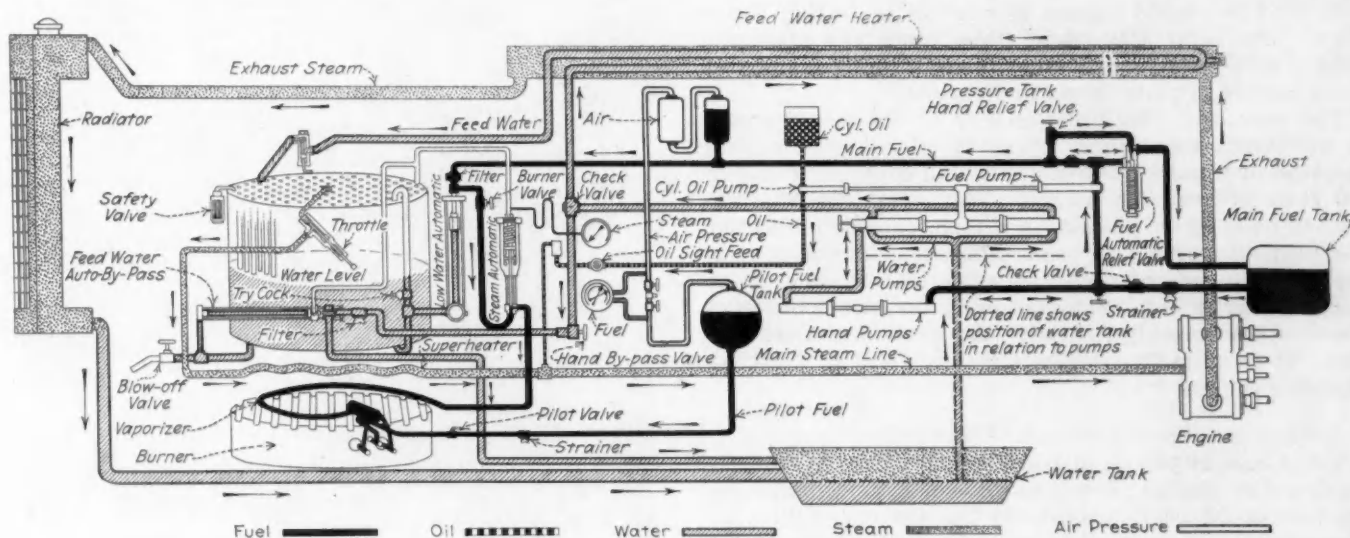 Feed Water Heater
Exhaust Steam
Radiator
Air
Pressure Tank
Hand Relief Valve
Feed Water
Cyl. Oil
Main Fuel
Exhaust
Filter
Burner
Valve
Check
Valve
Cyl. Oil Pump
Fuel Pump
Safety
Valve
Throttle
Low Water Automatic
Steam Automatic
Steam
Oil
Air Pressure
Oil Sight Feed
Fuel
Automatic
Relief Valve
Main Fuel Tank
Feed Water
Auto-By-Pass
Water Level
Water
Pumps
Check Valve
Try Cock
Pilot Fuel
Tank
Fuel
Hand Pumps
Dotted line shows
position of water tank
in relation to pumps
Strainer
Filter
Superheater
Hand By-pass Valve
Main Steam Line
Blow-off
Valve
Vaporizer
Pilot Valve
Pilot Fuel
Burner
Strainer
Engine
Water Tank
Fuel
Oil
Water
Steam
Air Pressure